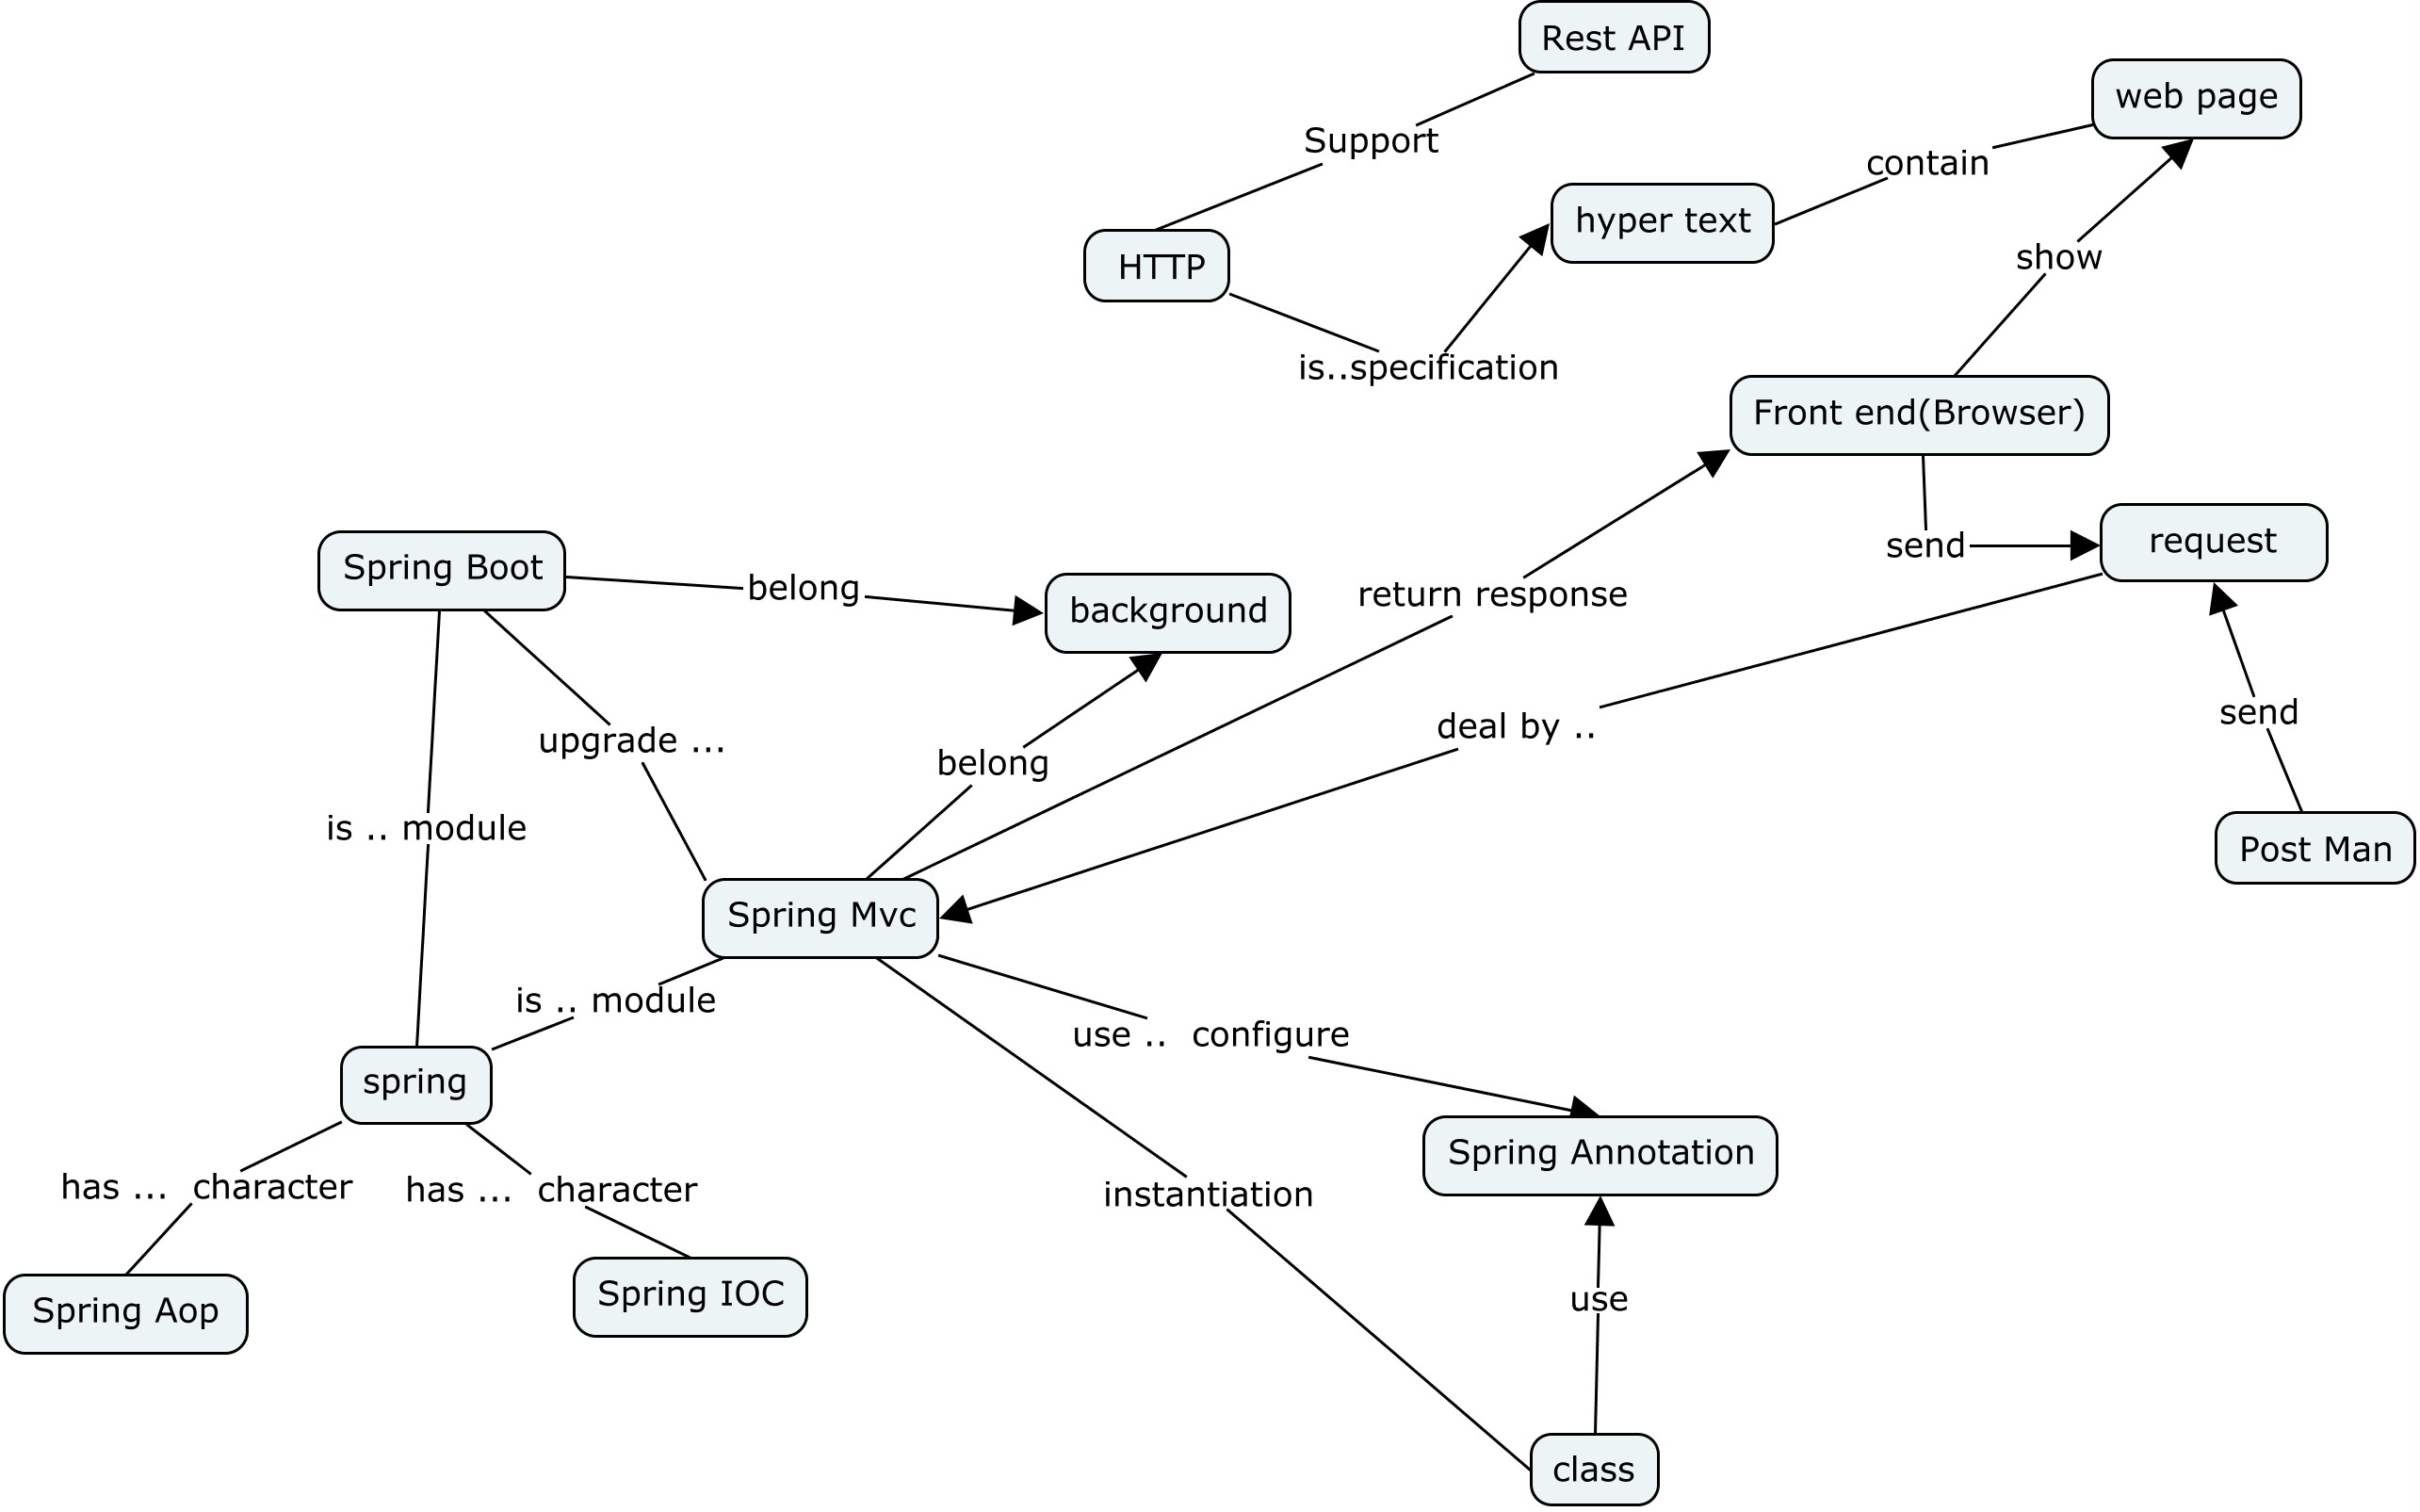 Rest API
web page
Support
contain
hyper text
HTTP
show
is..specification
Front end(Browser)
request
send
Spring Boot
belong
background
return response
send
deal by ..
upgrade ...
belong
is .. module
Post Man
Spring Mvc
is .. module
use ..  configure
spring
Spring Annotation
has ...  character
has ...  character
instantiation
Spring IOC
Spring Aop
use
class